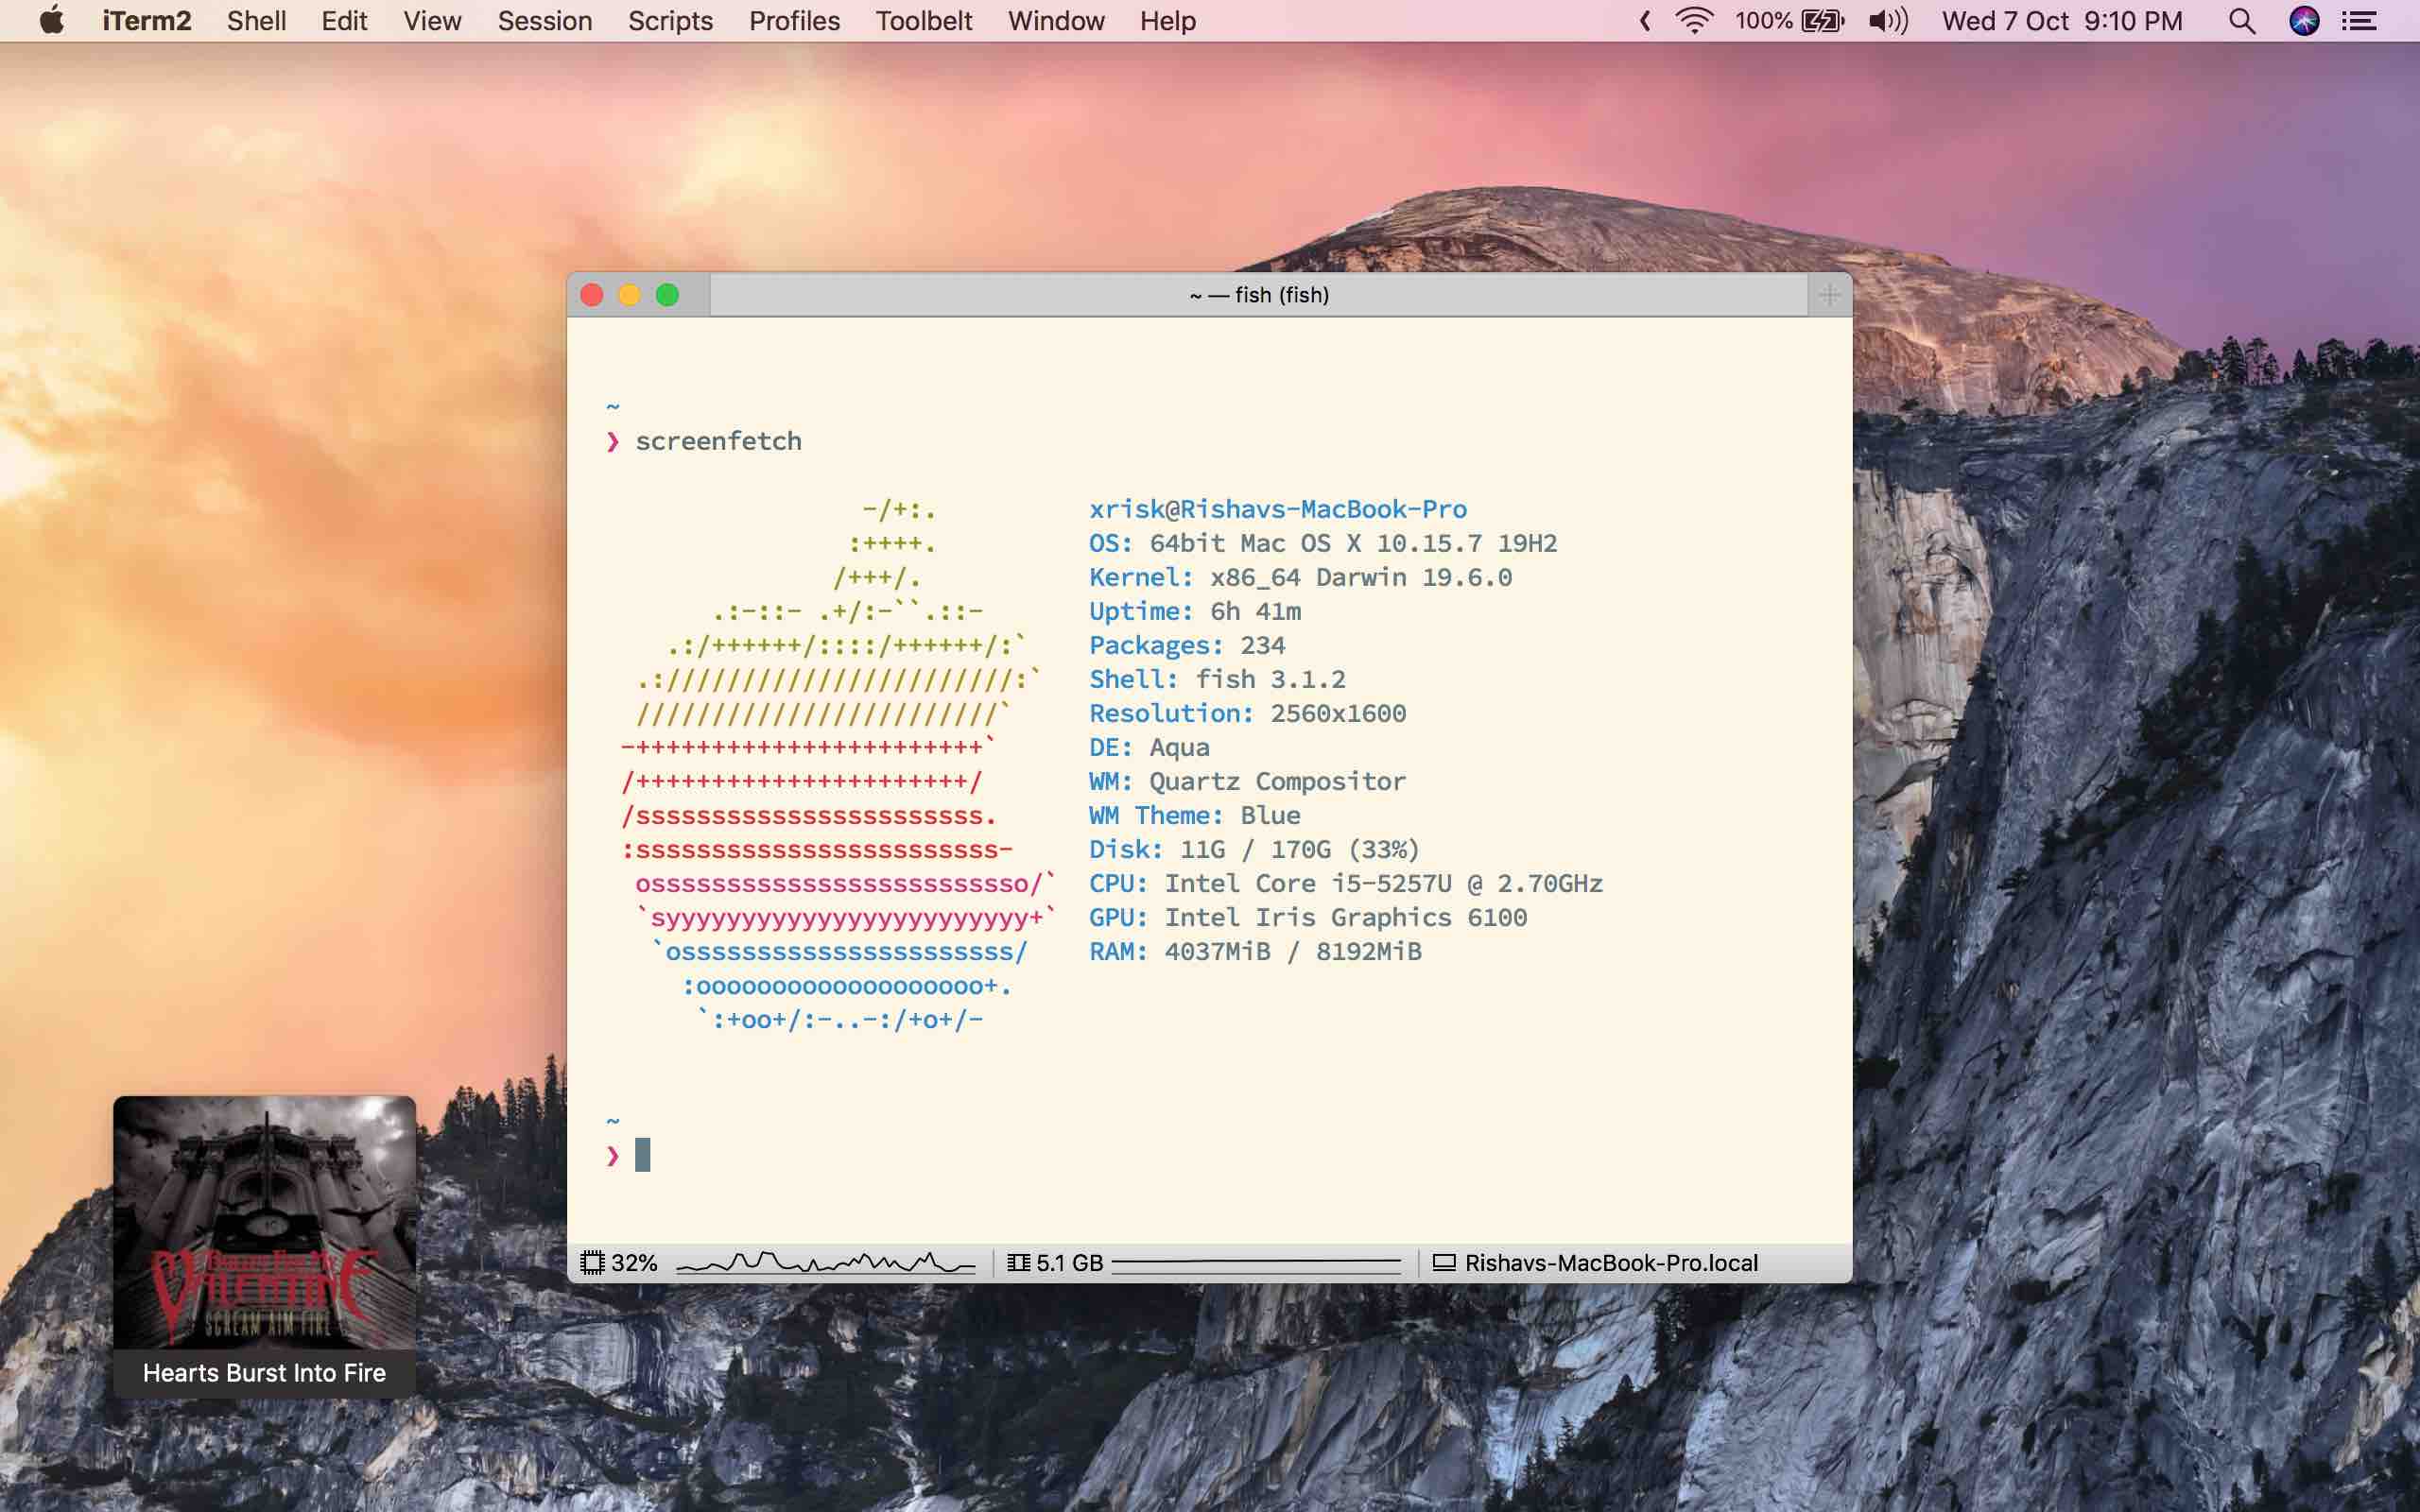 iTerm2 Shell Edit View Session Scripts Profiles Toolbelt Window Help 100% Wed 7 Oct 9:10 PM
~ — fish (fish)
~
❯ screenfetch
-/+:. xrisk@Rishavs-MacBook-Pro
:++++. OS: 64bit Mac OS X 10.15.7 19H2
/+++/. Kernel: x86_64 Darwin 19.6.0
.:-::- .+/:-``.::- Uptime: 6h 41m
.:/++++++/::::/++++++/:` Packages: 234
.:///////////////////////:` Shell: fish 3.1.2
////////////////////////` Resolution: 2560x1600
-+++++++++++++++++++++++` DE: Aqua
/++++++++++++++++++++++/ WM: Quartz Compositor
/sssssssssssssssssssssss. WM Theme: Blue
:ssssssssssssssssssssssss- Disk: 11G / 170G (33%)
osssssssssssssssssssssssso/` CPU: Intel Core i5-5257U @ 2.70GHz
`syyyyyyyyyyyyyyyyyyyyyyyy+` GPU: Intel Iris Graphics 6100
`ossssssssssssssssssssss/ RAM: 4037MiB / 8192MiB
:ooooooooooooooooooo+.
`:+oo+/:-..-:/+o+/-
~
❯
32% 5.1 GB Rishavs-MacBook-Pro.local
Bullet For My
Valentine
Scream Aim Fire
Hearts Burst Into Fire